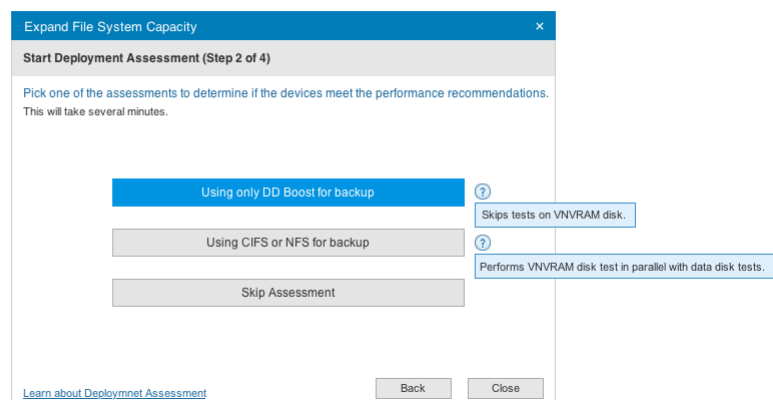 Expand File System Capacity ×
Start Deployment Assessment (Step 2 of 4)
Pick one of the assessments to determine if the devices meet the performance recommendations.
This will take several minutes.
Using only DD Boost for backup ?
Skips tests on VNVRAM disk.
Using CIFS or NFS for backup ?
Performs VNVRAM disk test in parallel with data disk tests.
Skip Assessment
Learn about Deploymnet Assessment
Back
Close